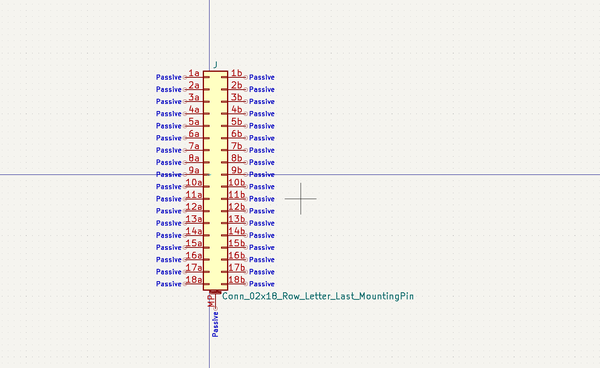 J
Passive 1a 1b Passive
Passive 2a 2b Passive
Passive 3a 3b Passive
Passive 4a 4b Passive
Passive 5a 5b Passive
Passive 6a 6b Passive
Passive 7a 7b Passive
Passive 8a 8b Passive
Passive 9a 9b Passive
Passive 10a 10b Passive
Passive 11a 11b Passive
Passive 12a 12b Passive
Passive 13a 13b Passive
Passive 14a 14b Passive
Passive 15a 15b Passive
Passive 16a 16b Passive
Passive 17a 17b Passive
Passive 18a 18b Passive
MP Conn_02x18_Row_Letter_Last_MountingPin
Passive